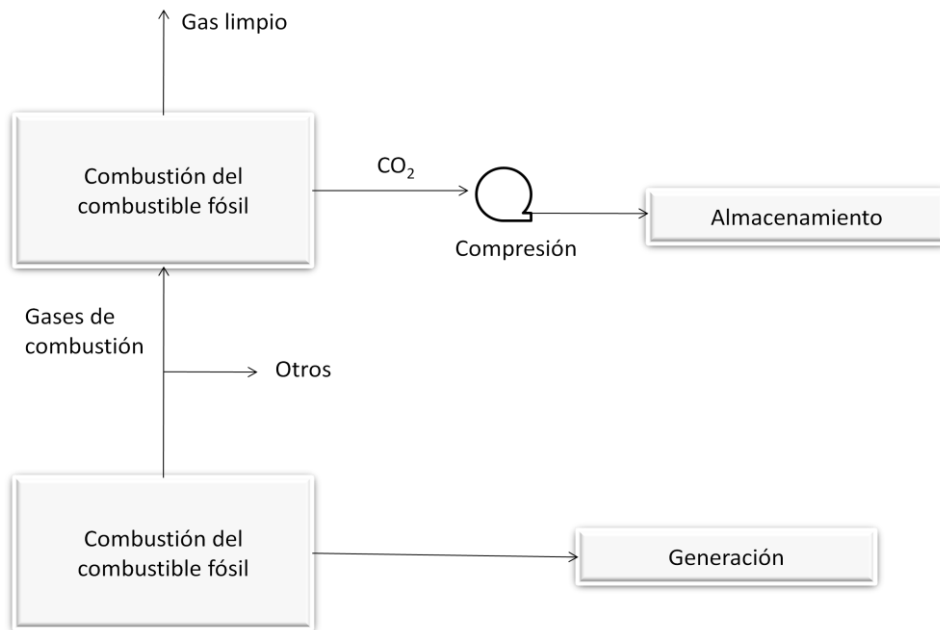 Gas limpio
Combustión del
combustible fósil
CO₂
Compresión
Almacenamiento
Gases de
combustión
Otros
Combustión del
combustible fósil
Generación